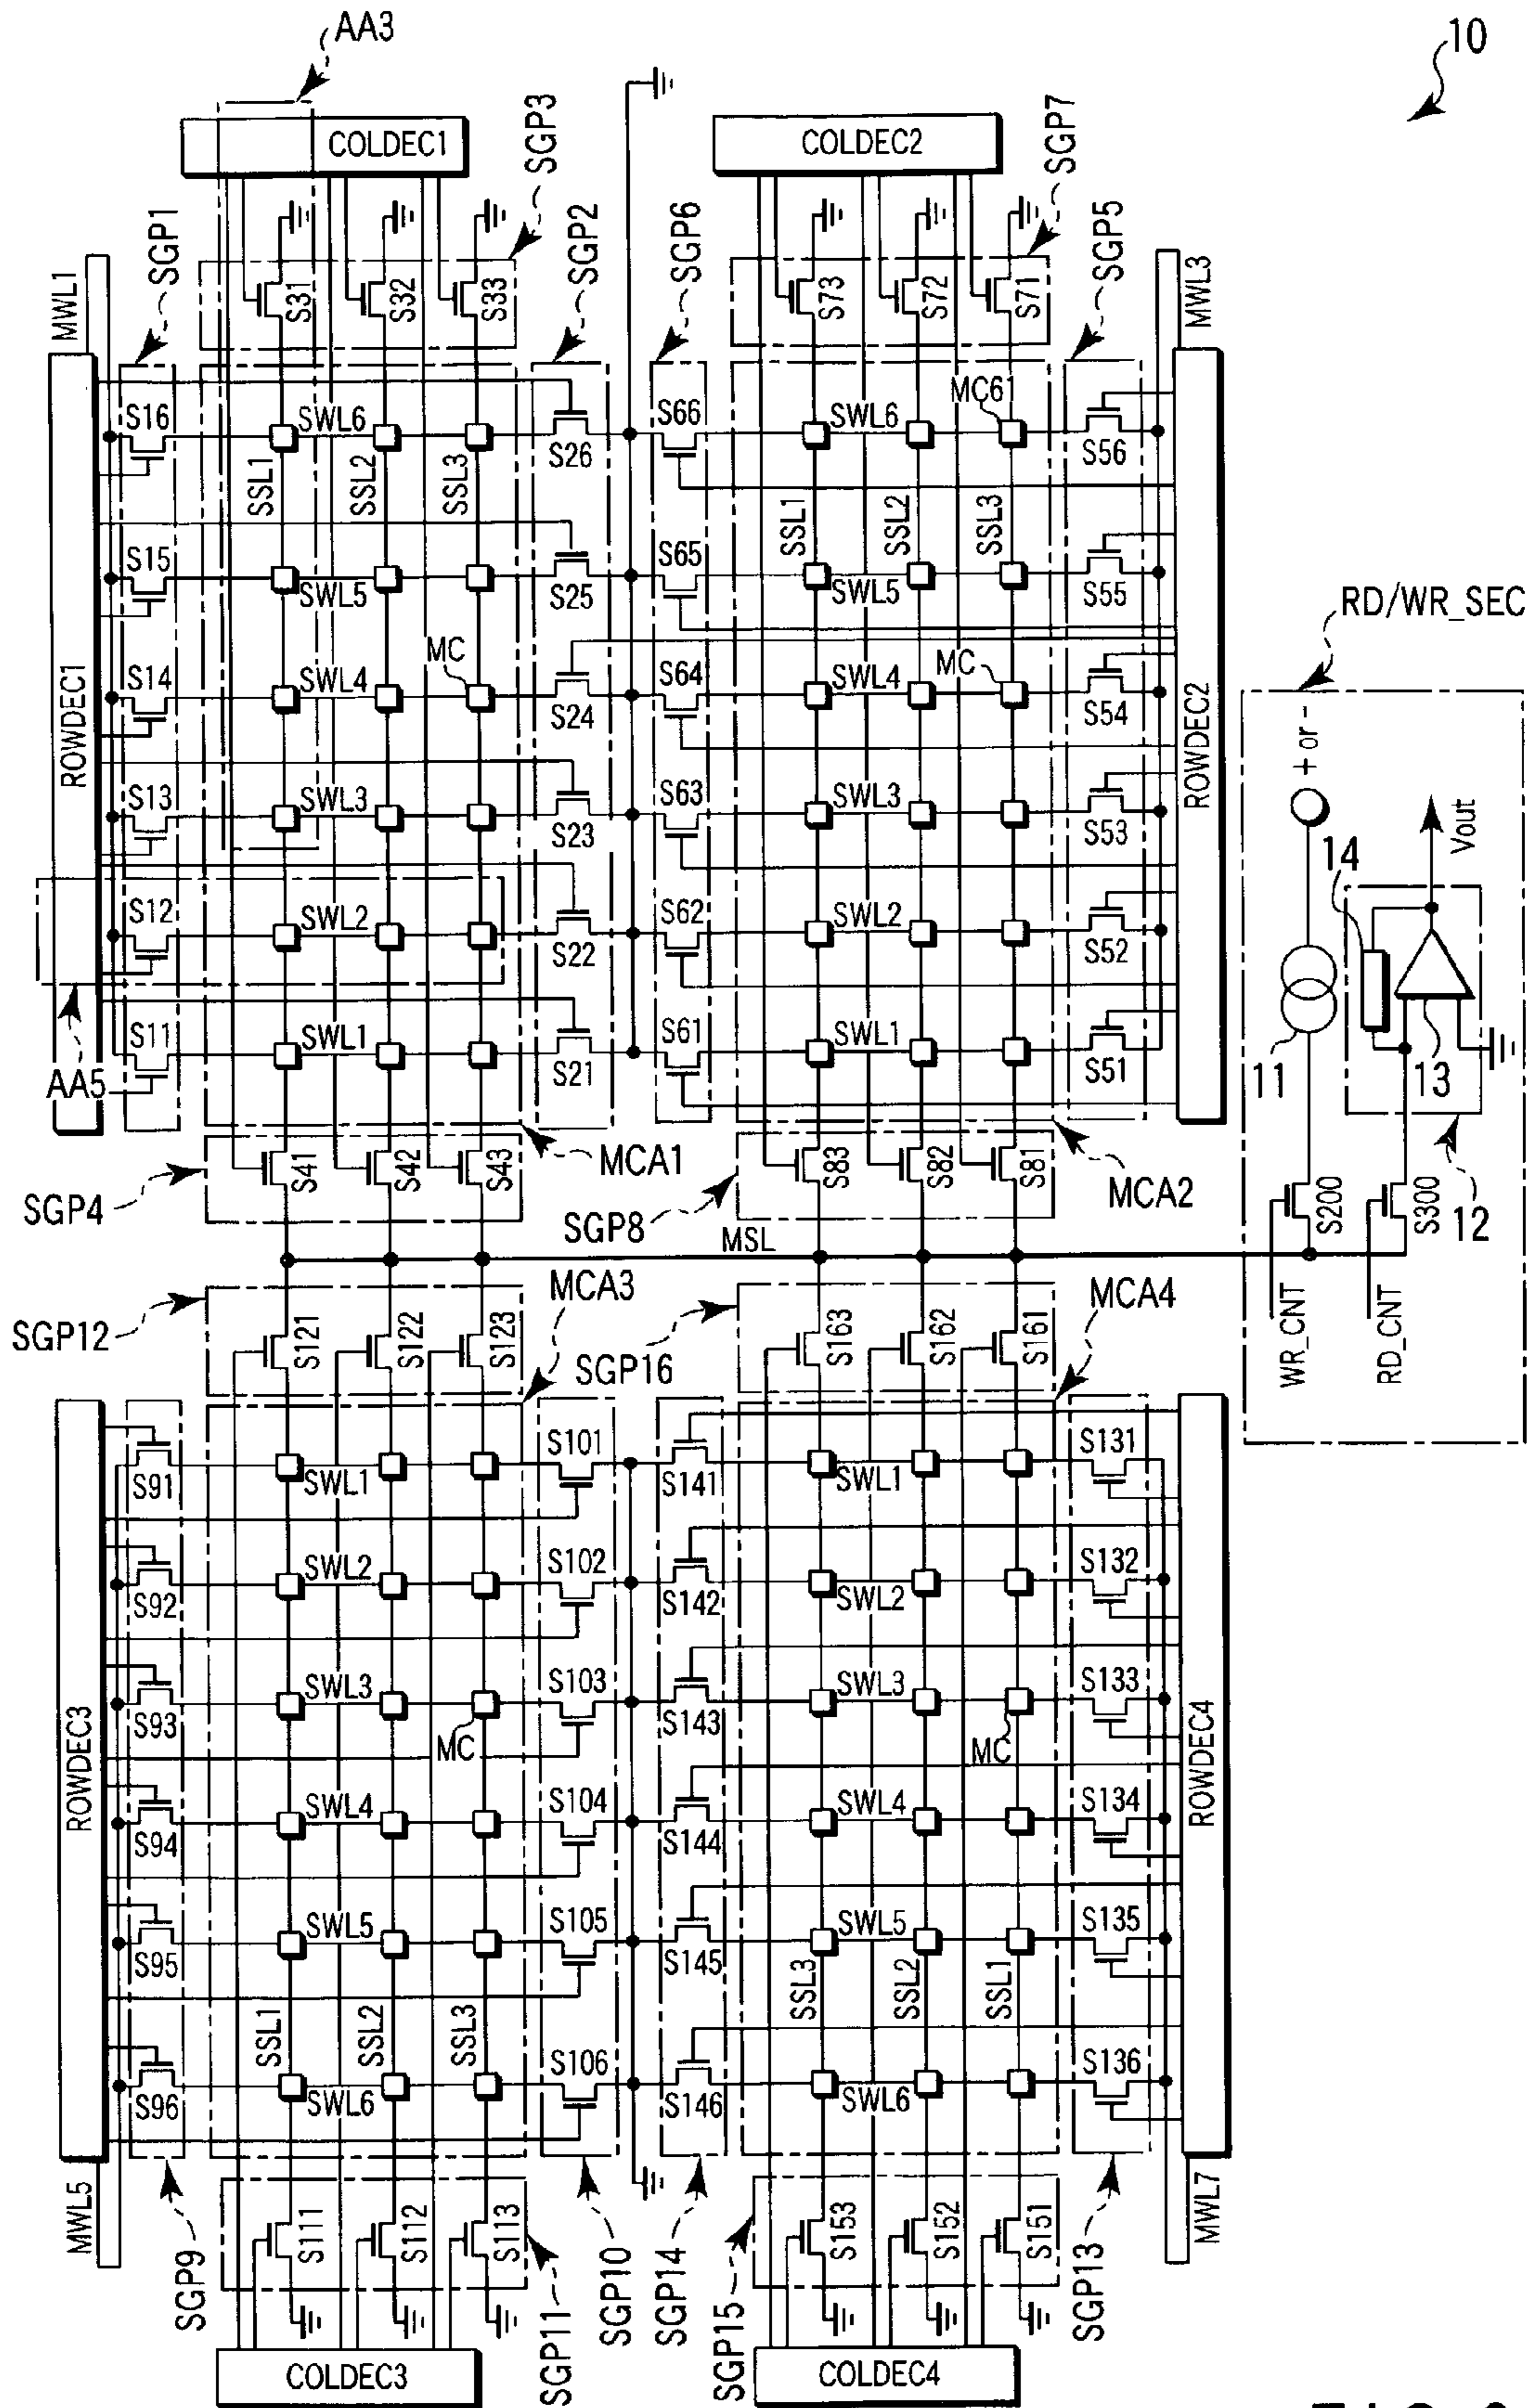 10
AA3
COLDEC1
SGP3
COLDEC2
SGP7
MWL1
SGP1
SGP2
SGP6
SGP5
MWL3
ROWDEC1
S31
S32
S33
S73
S72
S71
S16
SSL1
SWL6
SSL2
SSL3
S26
S66
SSL1
SWL6
SSL2
SSL3
MC61
S56
S15
SWL5
S25
S65
SWL5
S55
S14
SWL4
MC
S24
S64
SWL4
MC
S54
ROWDEC2
S13
SWL3
S23
S63
SWL3
S53
S12
SWL2
S22
S62
SWL2
S52
AA5
S11
SWL1
S21
S61
SWL1
S51
RD/WR_SEC
+ or -
Vout
14
11
13
12
S200
S300
WR_CNT
RD_CNT
SGP4
S41
S42
S43
MCA1
SGP8
S83
S82
S81
MCA2
MSL
SGP12
S121
S122
S123
MCA3
SGP16
S163
S162
S161
MCA4
ROWDEC3
S91
SWL1
S101
S141
SWL1
S131
S92
SWL2
S102
S142
SWL2
S132
S93
SWL3
MC
S103
S143
SWL3
MC
S133
ROWDEC4
S94
SWL4
S104
S144
SWL4
S134
S95
SWL5
S105
S145
SWL5
S135
SSL1
SSL2
SSL3
SSL3
SSL2
SSL1
S96
SWL6
S106
S146
SWL6
S136
MWL5
SGP9
S111
S112
S113
SGP11
SGP10
SGP14
SGP15
S153
S152
S151
SGP13
MWL7
COLDEC3
COLDEC4